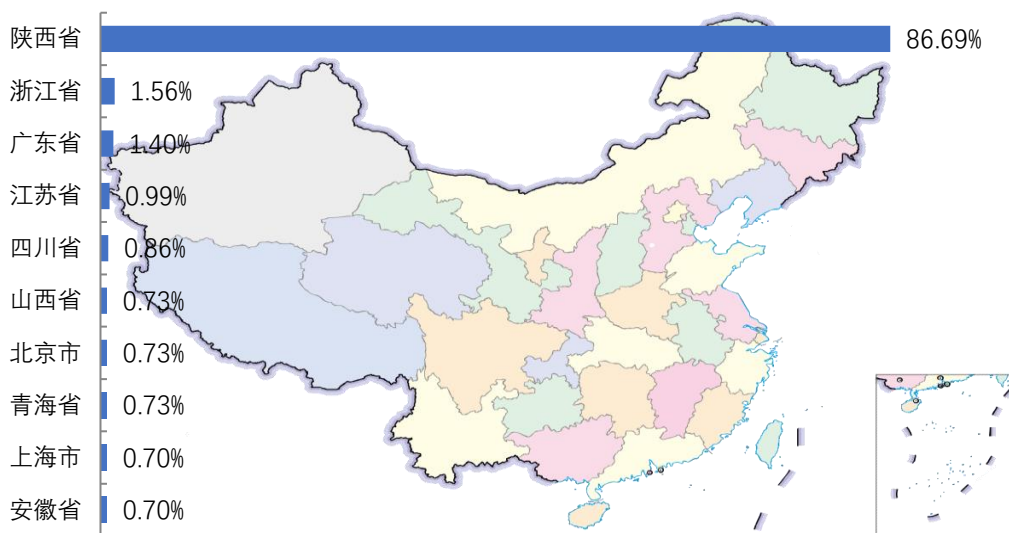 陕西省 86.69%
浙江省 1.56%
广东省 1.40%
江苏省 0.99%
四川省 0.86%
山西省 0.73%
北京市 0.73%
青海省 0.73%
上海市 0.70%
安徽省 0.70%